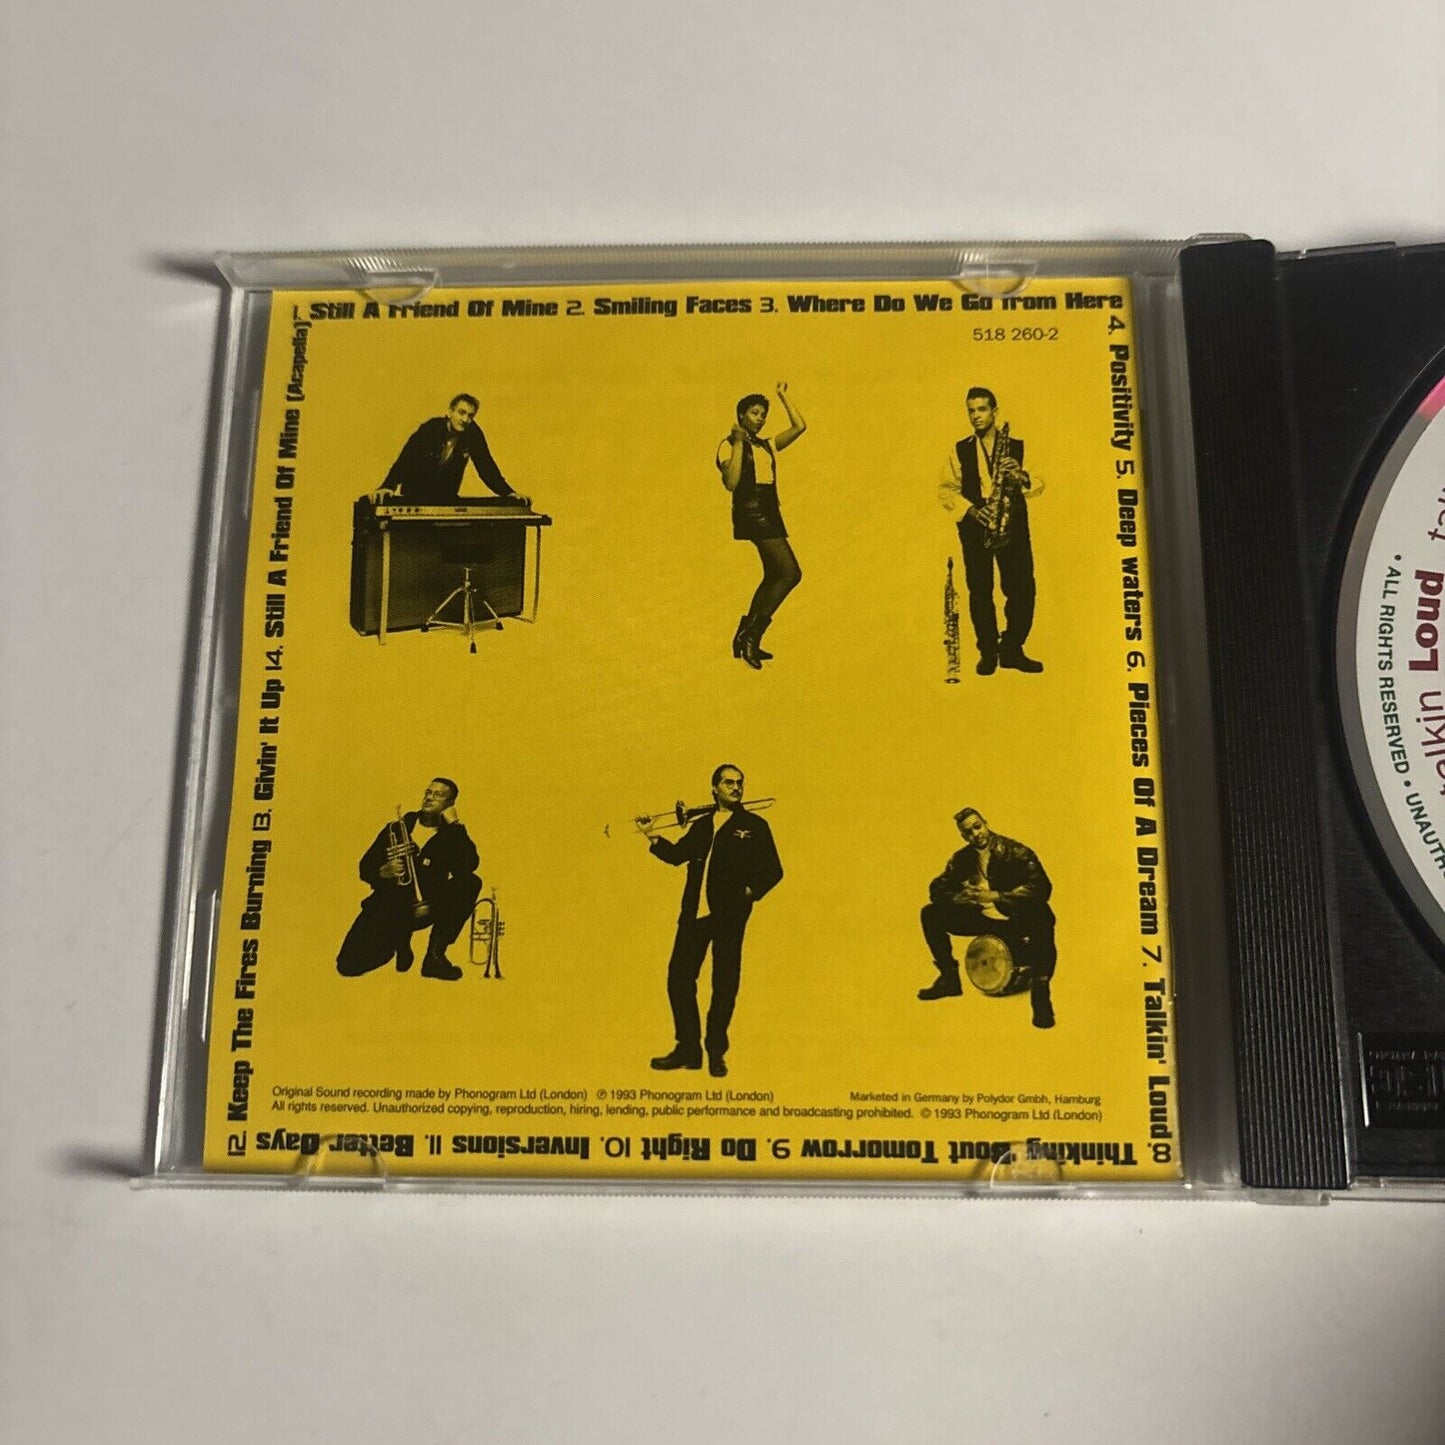 1. Still A Friend Of Mine 2. Smiling Faces 3. Where Do We Go from Here
4. Positivity 5. Deep waters 6. Pieces Of A Dream 7. Talkin' Loud
8. Thinking 'Bout Tomorrow 9. Do Right 10. Inversions 11. Better Days
12. Keep The Fires Burning 13. Givin' It Up 14. Still A Friend Of Mine (Acapella)
518 260-2
Original Sound recording made by Phonogram Ltd (London) ℗ 1993 Phonogram Ltd (London)
Marketed in Germany by Polydor Gmbh, Hamburg
All rights reserved. Unauthorized copying, reproduction, hiring, lending, public performance and broadcasting prohibited. © 1993 Phonogram Ltd (London)
Loud
• ALL RIGHTS RESERVED •